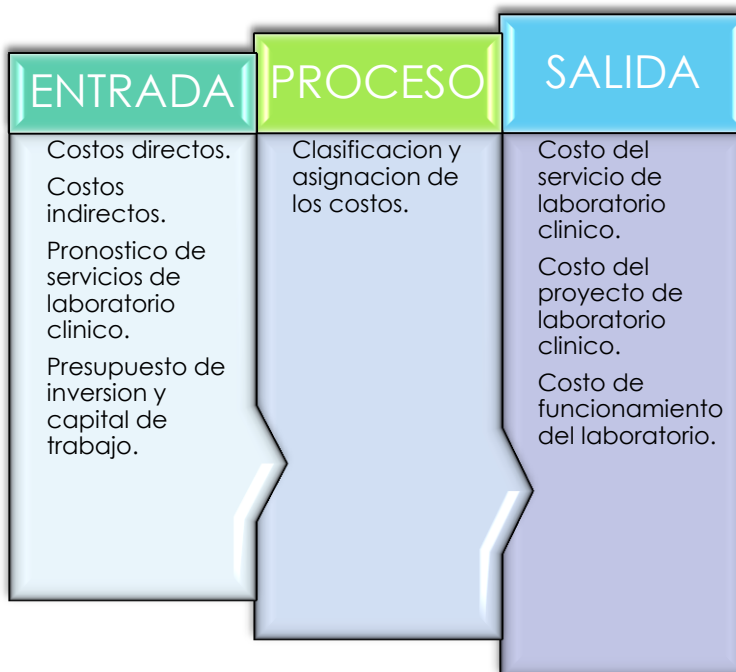 ENTRADA
Costos directos.
Costos
indirectos.
Pronostico de
servicios de
laboratorio
clinico.
Presupuesto de
inversion y
capital de
trabajo.
PROCESO
Clasificacion y
asignacion de
los costos.
SALIDA
Costo del
servicio de
laboratorio
clinico.
Costo del
proyecto de
laboratorio
clinico.
Costo de
funcionamiento
del laboratorio.